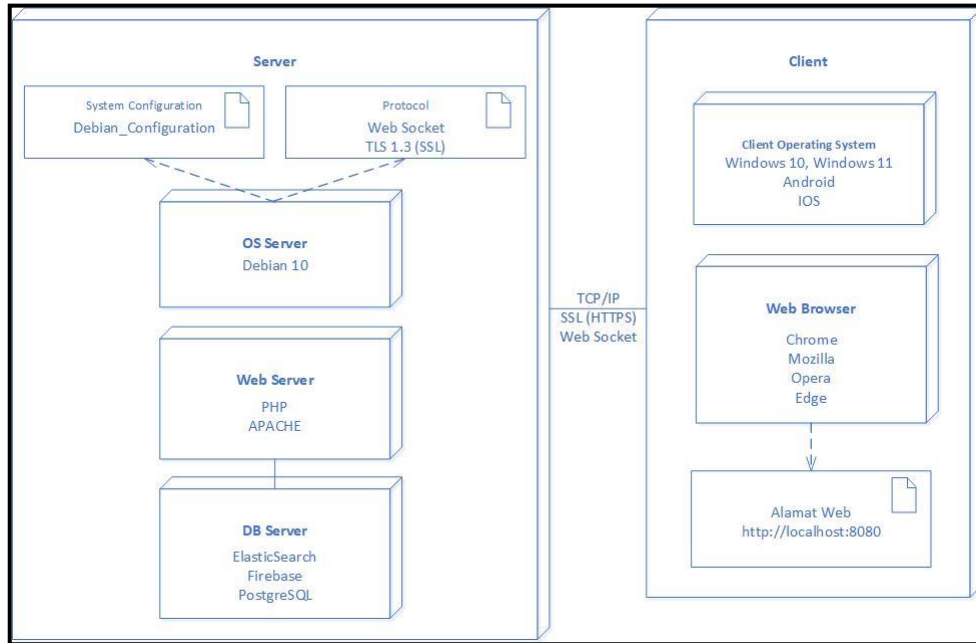 Server
System Configuration
Debian_Configuration
Protocol
Web Socket
TLS 1.3 (SSL)
OS Server
Debian 10
Web Server
PHP
APACHE
DB Server
ElasticSearch
Firebase
PostgreSQL
TCP/IP
SSL (HTTPS)
Web Socket
Client
Client Operating System
Windows 10, Windows 11
Android
IOS
Web Browser
Chrome
Mozilla
Opera
Edge
Alamat Web
http://localhost:8080